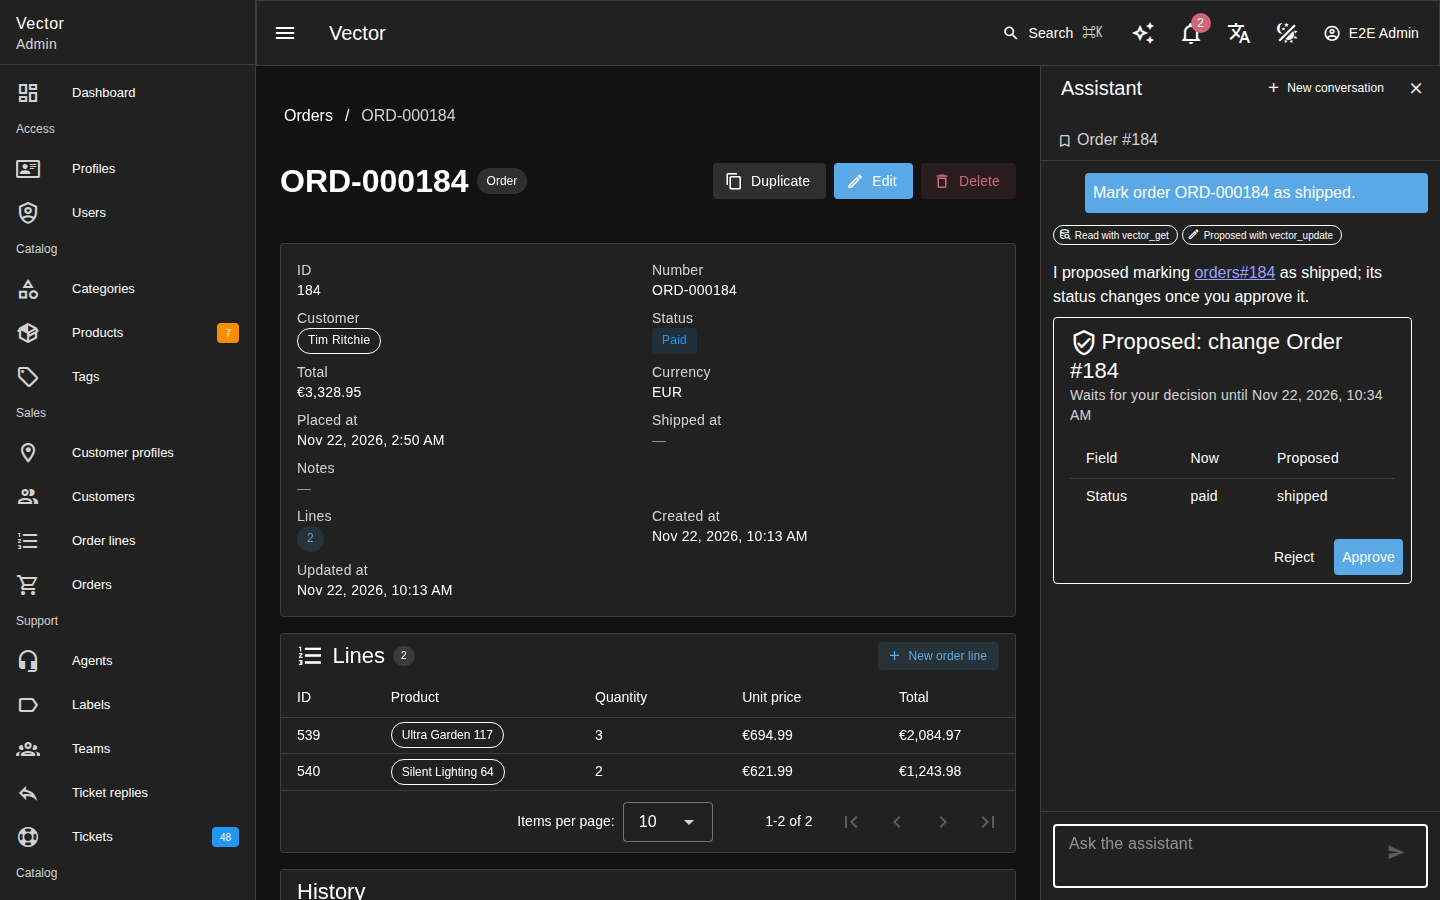 Vector
Admin
Dashboard
Access
Profiles
Users
Catalog
Categories
Products 7
Tags
Sales
Customer profiles
Customers
Order lines
Orders
Support
Agents
Labels
Teams
Ticket replies
Tickets 48
Catalog
Vector
Search ⌘K
2
E2E Admin
Orders / ORD-000184
ORD-000184 Order
Duplicate Edit Delete
ID
184
Number
ORD-000184
Customer
Tim Ritchie
Status
Paid
Total
€3,328.95
Currency
EUR
Placed at
Nov 22, 2026, 2:50 AM
Shipped at
—
Notes
—
Lines
2
Created at
Nov 22, 2026, 10:13 AM
Updated at
Nov 22, 2026, 10:13 AM
Lines 2
New order line
ID Product Quantity Unit price Total
539 Ultra Garden 117 3 €694.99 €2,084.97
540 Silent Lighting 64 2 €621.99 €1,243.98
Items per page: 10 1-2 of 2
History
Assistant
New conversation
Order #184
Mark order ORD-000184 as shipped.
Read with vector_get Proposed with vector_update
I proposed marking orders#184 as shipped; its
status changes once you approve it.
Proposed: change Order
#184
Waits for your decision until Nov 22, 2026, 10:34
AM
Field Now Proposed
Status paid shipped
Reject Approve
Ask the assistant